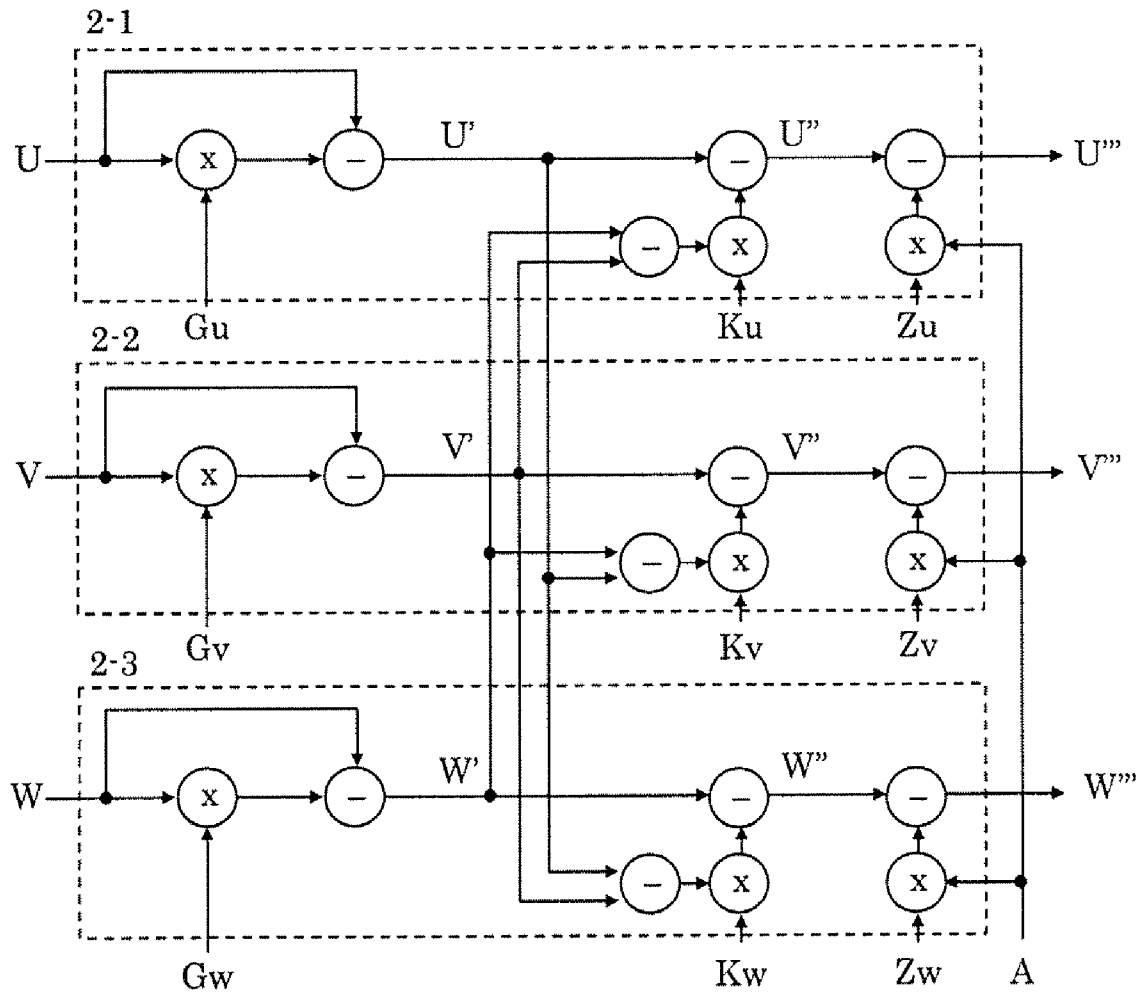 2-1
U
x
−
U'
−
U"
−
U'"
−
x
x
Gu
Ku
Zu
2-2
V
x
−
V'
−
V"
−
V'"
−
x
x
Gv
Kv
Zv
2-3
W
x
−
W'
−
W"
−
W'"
−
x
x
Gw
Kw
Zw
A